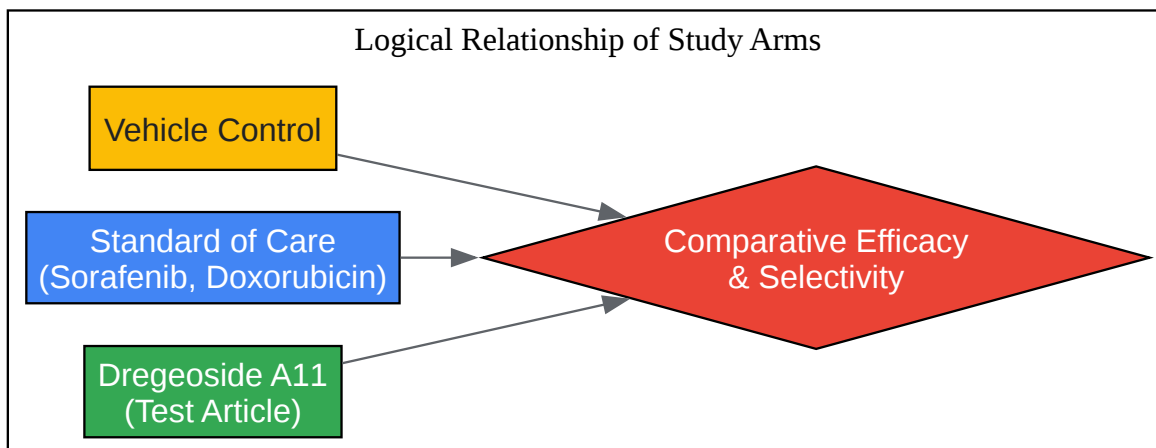 Logical Relationship of Study Arms
Vehicle Control
Standard of Care
(Sorafenib, Doxorubicin)
Dregeoside A11
(Test Article)
Comparative Efficacy
& Selectivity